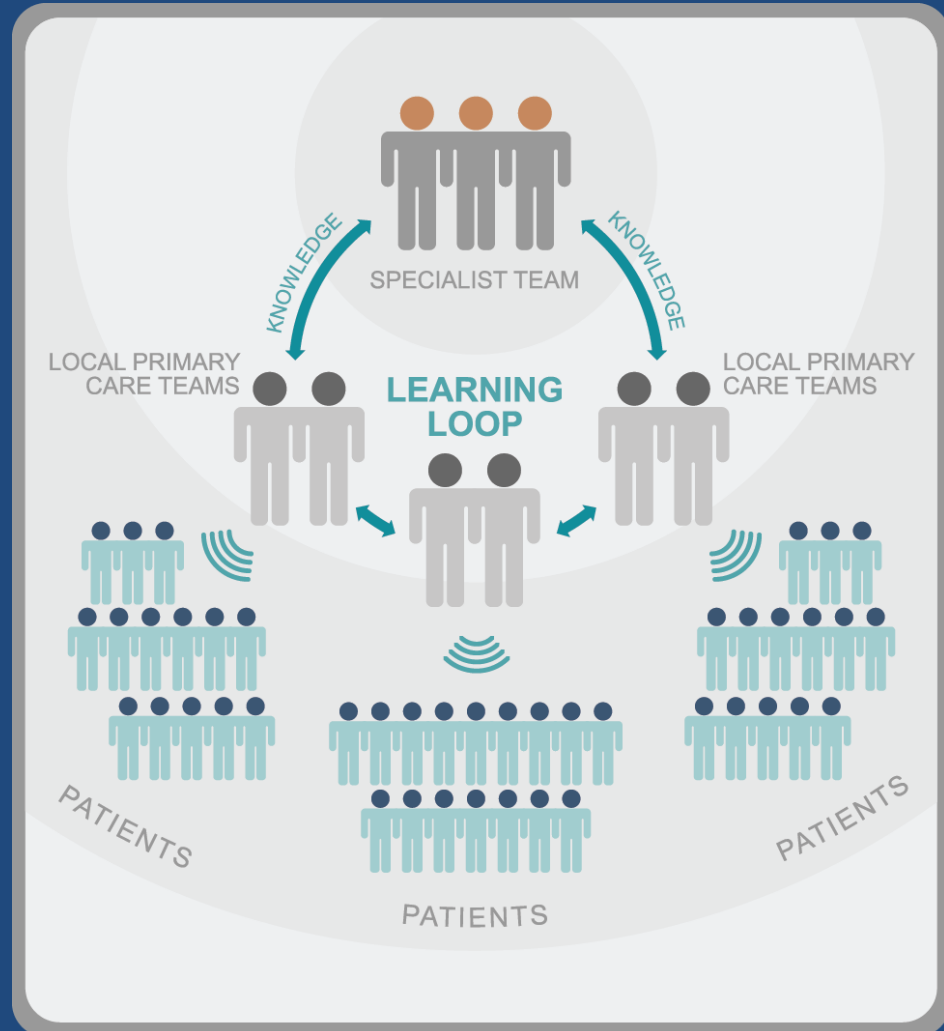 KNOWLEDGE
KNOWLEDGE
SPECIALIST TEAM
LOCAL PRIMARY
CARE TEAMS
LEARNING
LOOP
LOCAL PRIMARY
CARE TEAMS
PATIENTS
PATIENTS
PATIENTS